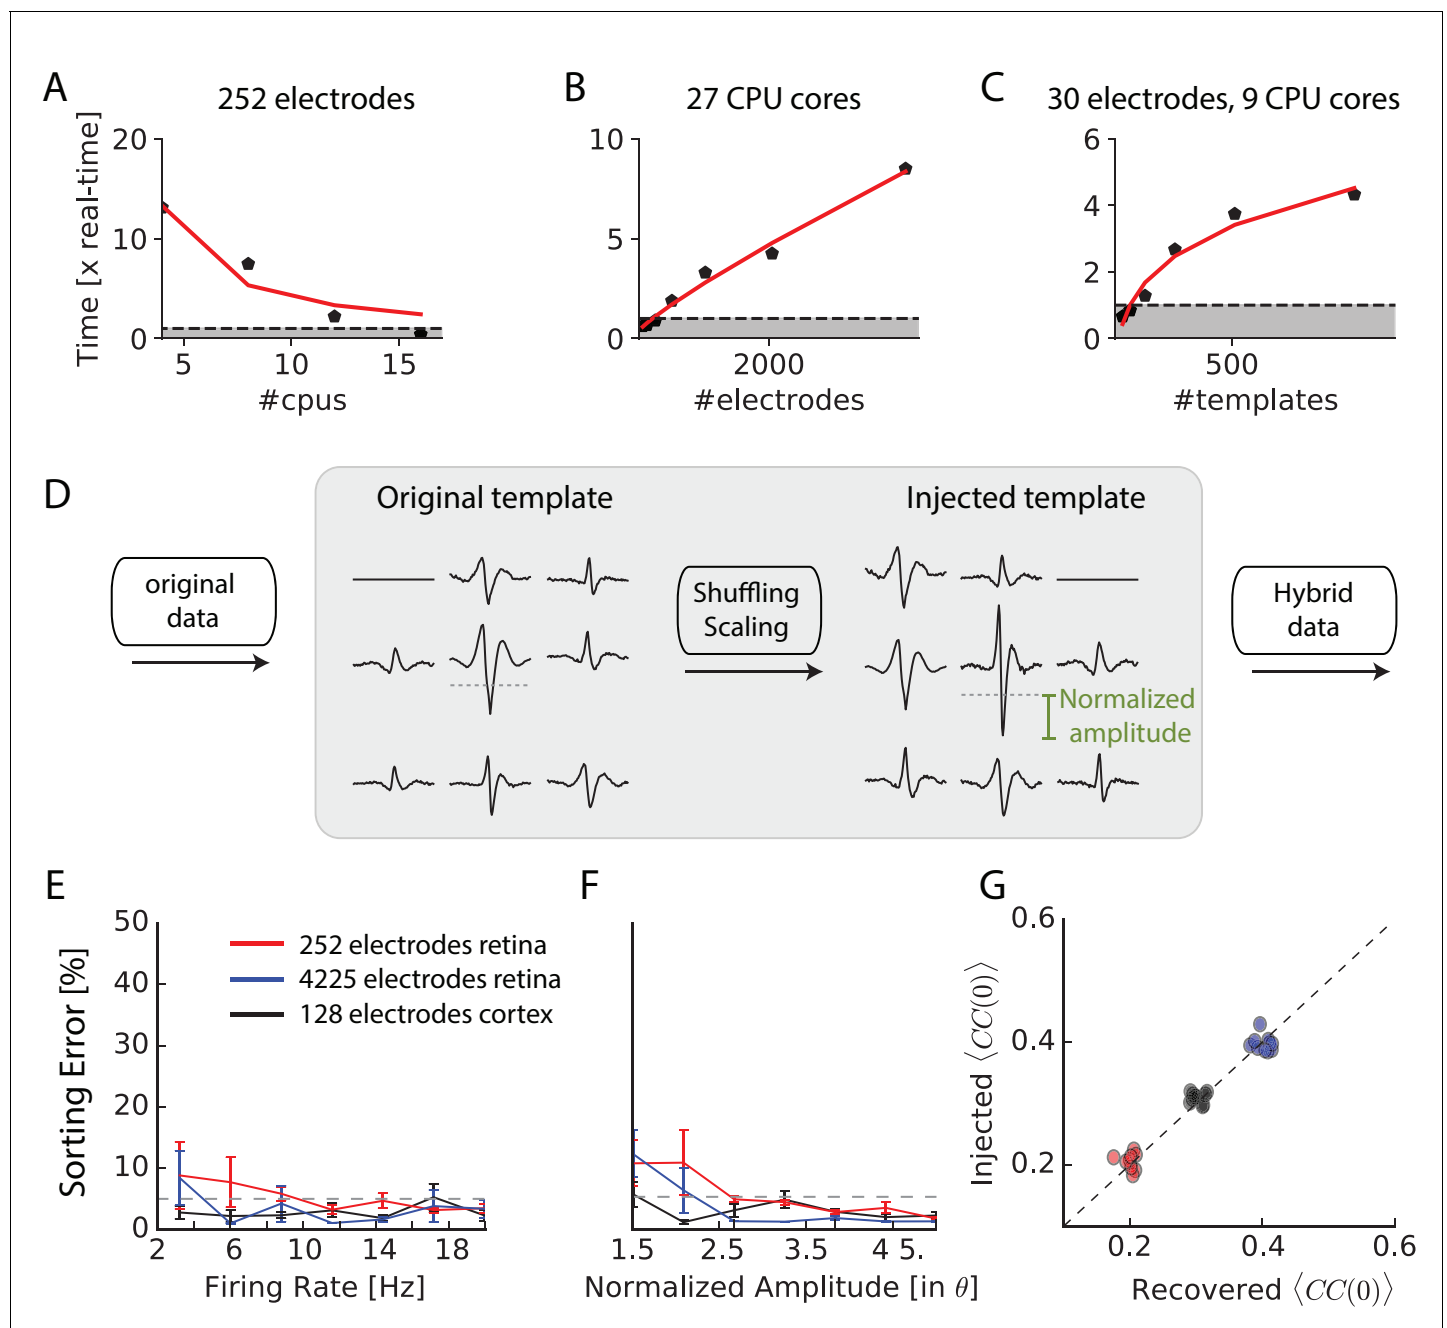 A
252 electrodes
Time [x real-time]
20
10
0
5
10
15
#cpus
B
27 CPU cores
10
5
0
2000
#electrodes
C
30 electrodes, 9 CPU cores
6
4
2
0
500
#templates
D
original
data
Original template
Shuffling
Scaling
Injected template
Normalized
amplitude
Hybrid
data
E
Sorting Error [%]
50
40
30
20
10
0
252 electrodes retina
4225 electrodes retina
128 electrodes cortex
2
6
10
14
18
Firing Rate [Hz]
F
1.5
2.5
3.5
4 5.
Normalized Amplitude [in θ]
G
Injected ⟨CC(0)⟩
0.6
0.4
0.2
0.2
0.4
0.6
Recovered ⟨CC(0)⟩